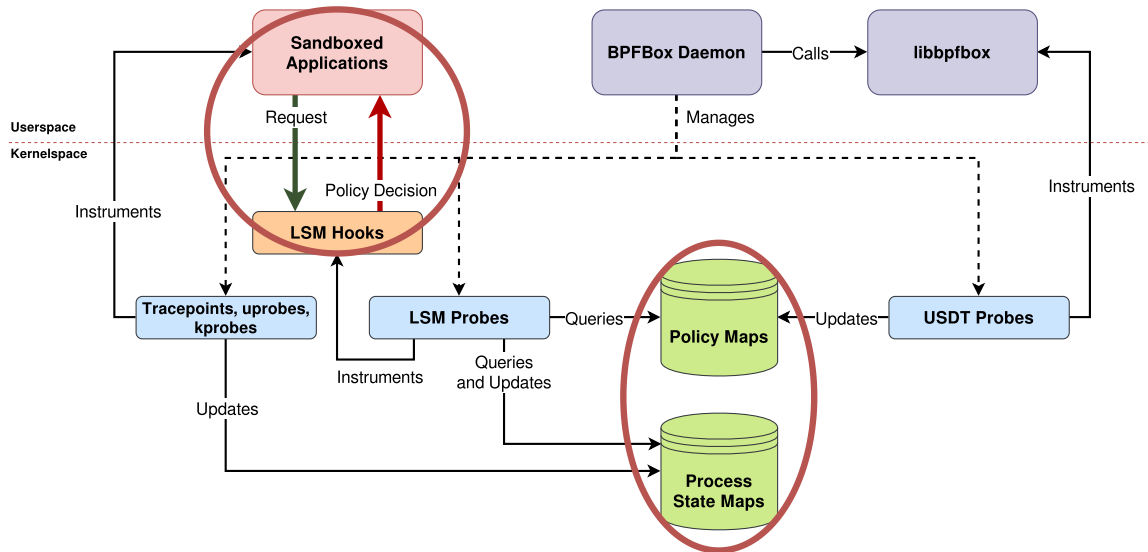 Sandboxed
Applications
BPFBox Daemon
Calls
libbpfbox
Request
Manages
Userspace
Kernelspace
Policy Decision
Instruments
Instruments
LSM Hooks
Tracepoints, uprobes,
kprobes
LSM Probes
Queries
Policy Maps
Updates
USDT Probes
Instruments
Queries
and Updates
Updates
Process
State Maps